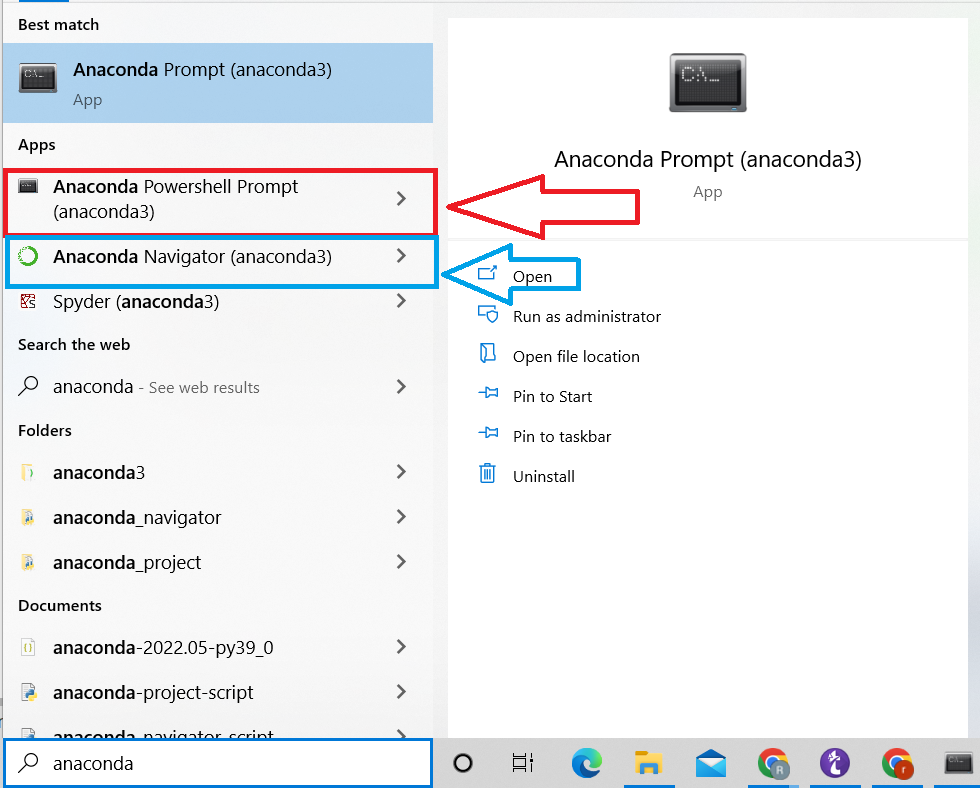 Best match
Anaconda Prompt (anaconda3)
App
Apps
Anaconda Powershell Prompt
(anaconda3)
Anaconda Navigator (anaconda3)
Spyder (anaconda3)
Search the web
anaconda - See web results
Folders
anaconda3
anaconda_navigator
anaconda_project
Documents
anaconda-2022.05-py39_0
anaconda-project-script
anaconda_navigator_script
anaconda
Anaconda Prompt (anaconda3)
App
Open
Run as administrator
Open file location
Pin to Start
Pin to taskbar
Uninstall
C:\_
R
r